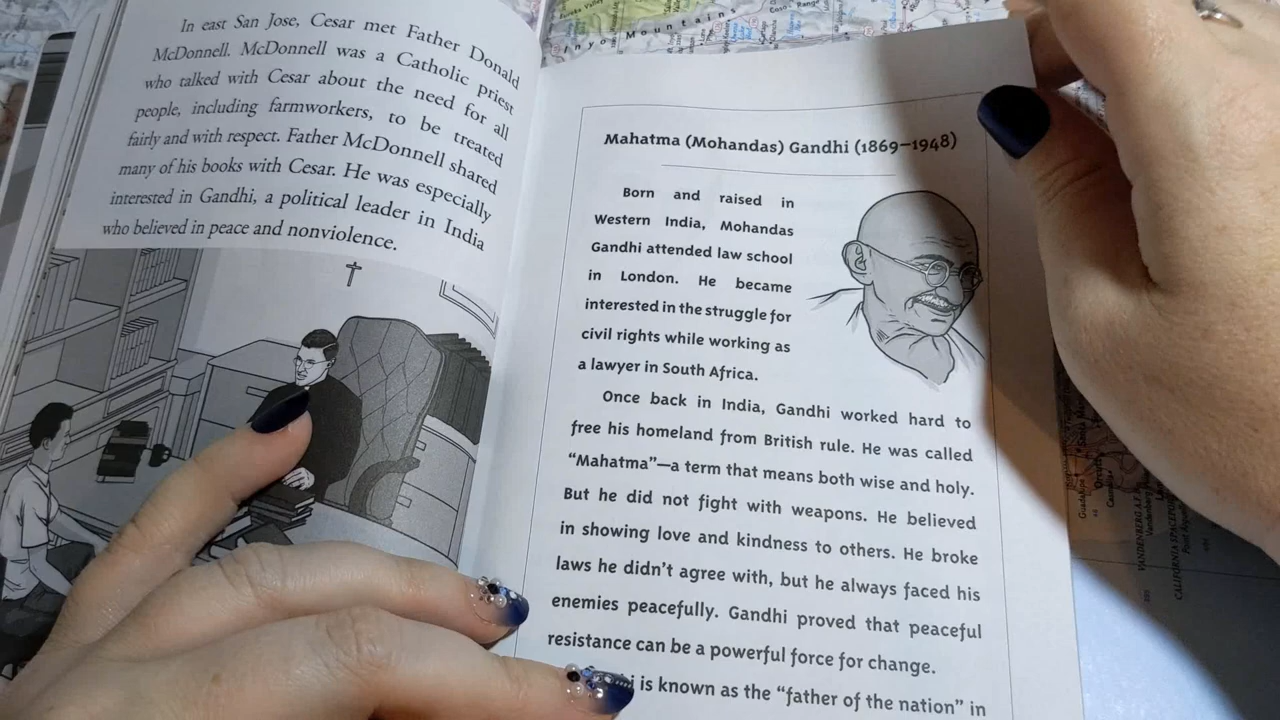 In east San Jose, Cesar met Father Donald
McDonnell. McDonnell was a Catholic priest
who talked with Cesar about the need for all
people, including farmworkers, to be treated
fairly and with respect. Father McDonnell shared
many of his books with Cesar. He was especially
interested in Gandhi, a political leader in India
who believed in peace and nonviolence.
Mahatma (Mohandas) Gandhi (1869–1948)
Born and raised in
Western India, Mohandas
Gandhi attended law school
in London. He became
interested in the struggle for
civil rights while working as
a lawyer in South Africa.
Once back in India, Gandhi worked hard to
free his homeland from British rule. He was called
“Mahatma”—a term that means both wise and holy.
But he did not fight with weapons. He believed
in showing love and kindness to others. He broke
laws he didn’t agree with, but he always faced his
enemies peacefully. Gandhi proved that peaceful
resistance can be a powerful force for change.
is known as the “father of the nation” in
Inyo Mountains
VANDENBERG A.F.B.
CALIFORNIA SPACEPORT